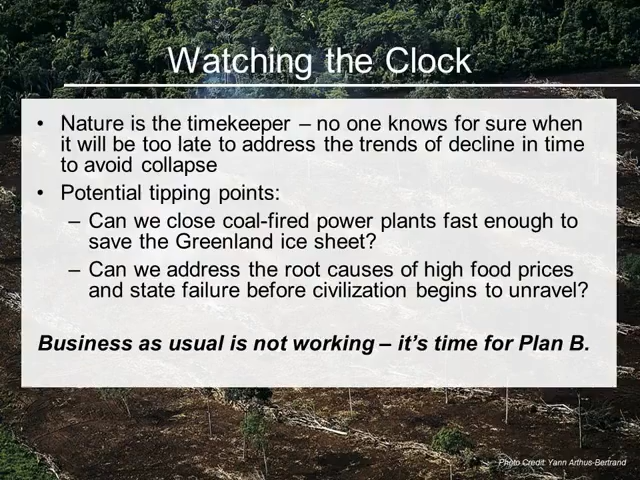 Watching the Clock
• Nature is the timekeeper – no one knows for sure when
it will be too late to address the trends of decline in time
to avoid collapse
• Potential tipping points:
– Can we close coal-fired power plants fast enough to
save the Greenland ice sheet?
– Can we address the root causes of high food prices
and state failure before civilization begins to unravel?
Business as usual is not working – it’s time for Plan B.
Photo Credit: Yann Arthus-Bertrand